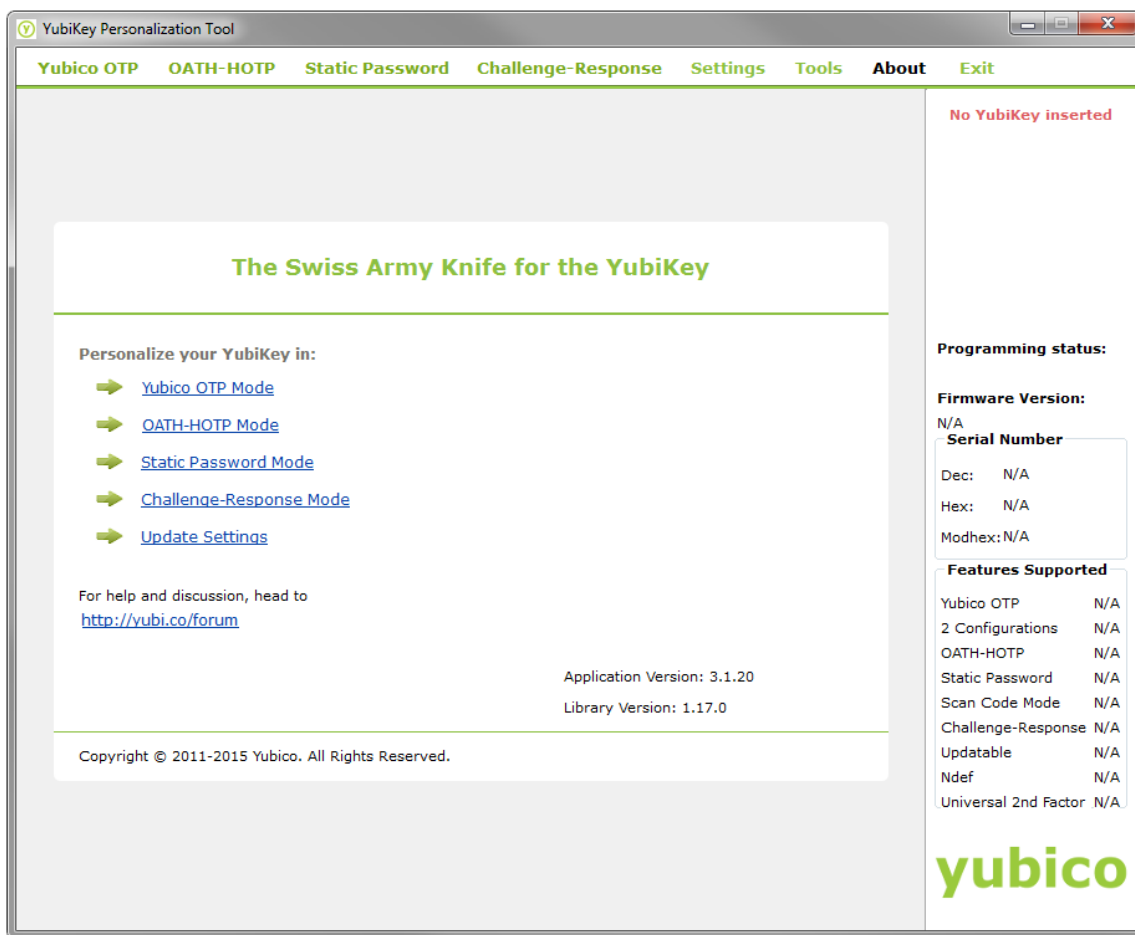 YubiKey Personalization Tool
Yubico OTP OATH-HOTP Static Password Challenge-Response Settings Tools About Exit
No YubiKey inserted
The Swiss Army Knife for the YubiKey
Personalize your YubiKey in:
Yubico OTP Mode
OATH-HOTP Mode
Static Password Mode
Challenge-Response Mode
Update Settings
For help and discussion, head to
http://yubi.co/forum
Application Version: 3.1.20
Library Version: 1.17.0
Copyright © 2011-2015 Yubico. All Rights Reserved.
Programming status:
Firmware Version:
N/A
Serial Number
Dec: N/A
Hex: N/A
Modhex: N/A
Features Supported
Yubico OTP N/A
2 Configurations N/A
OATH-HOTP N/A
Static Password N/A
Scan Code Mode N/A
Challenge-Response N/A
Updatable N/A
Ndef N/A
Universal 2nd Factor N/A
yubico